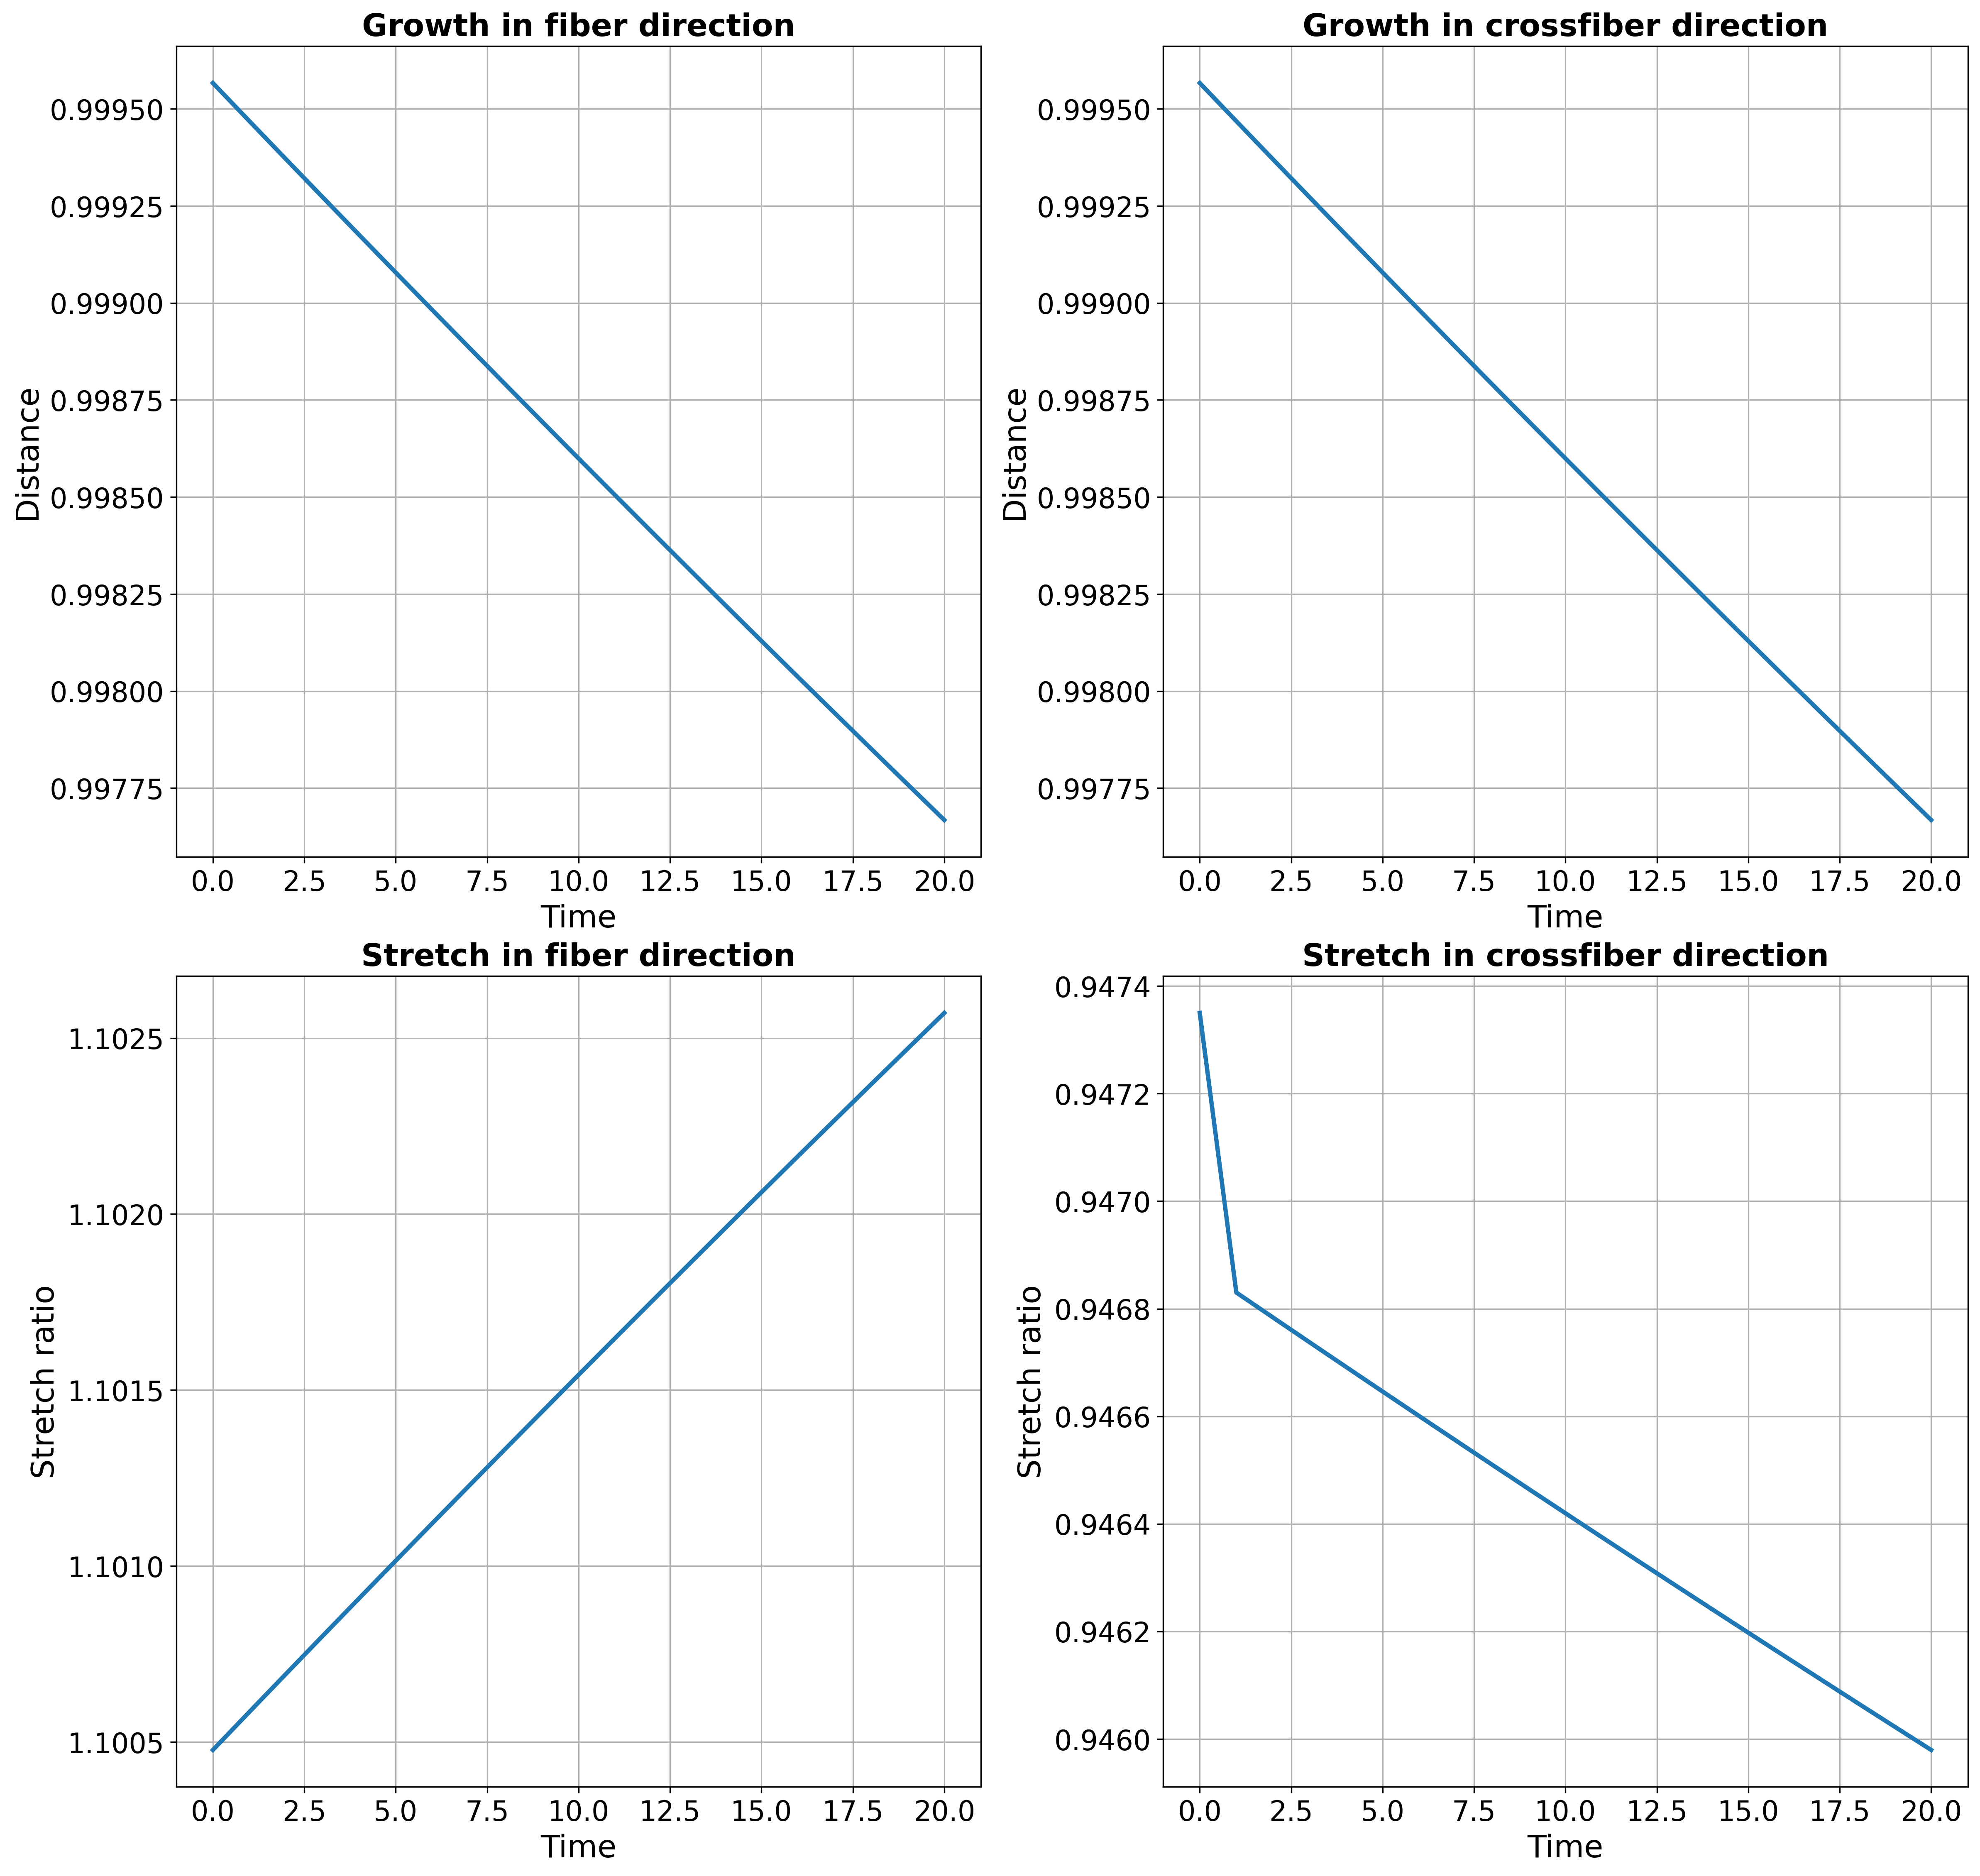 Growth in fiber direction
Distance
0.99950
0.99925
0.99900
0.99875
0.99850
0.99825
0.99800
0.99775
0.0 2.5 5.0 7.5 10.0 12.5 15.0 17.5 20.0
Time
Growth in crossfiber direction
Distance
0.99950
0.99925
0.99900
0.99875
0.99850
0.99825
0.99800
0.99775
0.0 2.5 5.0 7.5 10.0 12.5 15.0 17.5 20.0
Time
Stretch in fiber direction
Stretch ratio
1.1025
1.1020
1.1015
1.1010
1.1005
0.0 2.5 5.0 7.5 10.0 12.5 15.0 17.5 20.0
Time
Stretch in crossfiber direction
Stretch ratio
0.9474
0.9472
0.9470
0.9468
0.9466
0.9464
0.9462
0.9460
0.0 2.5 5.0 7.5 10.0 12.5 15.0 17.5 20.0
Time